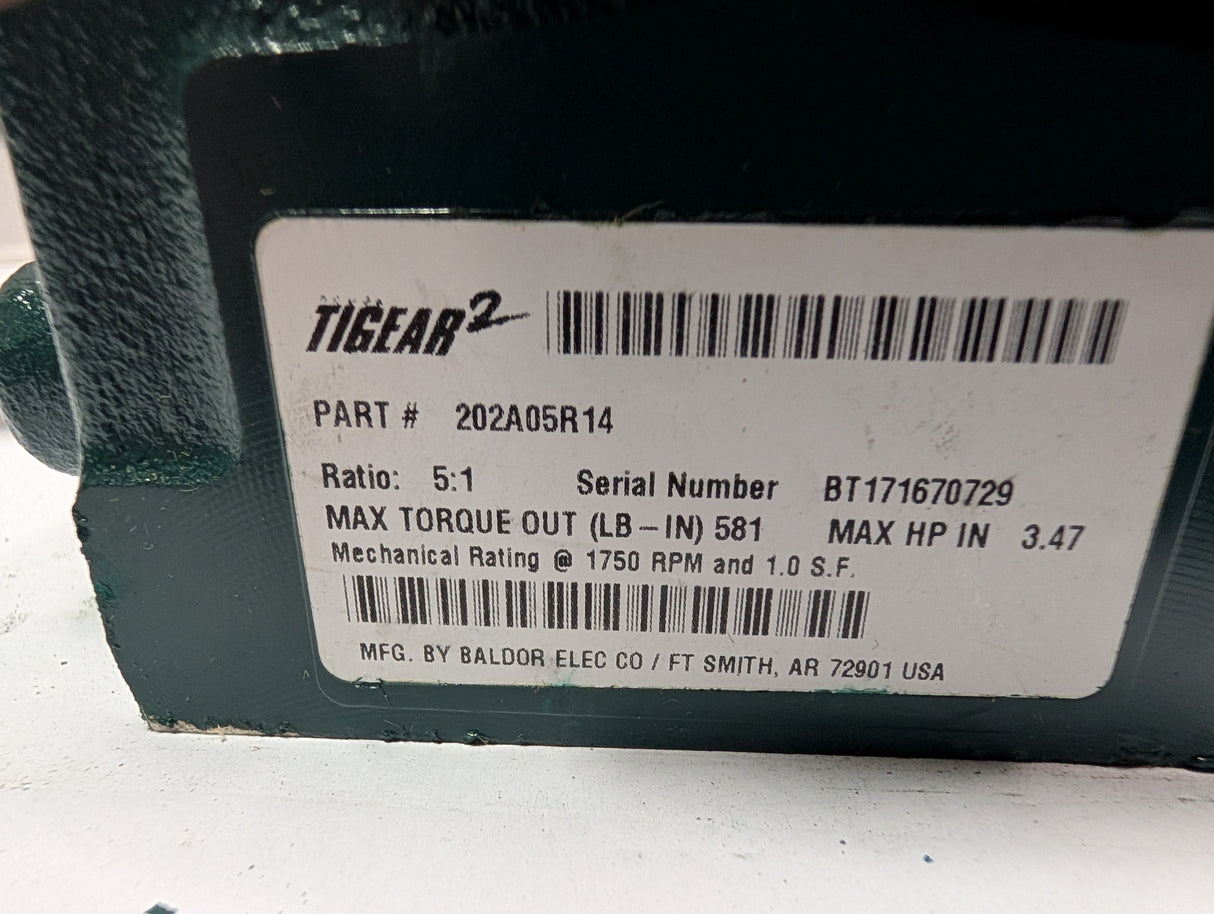 TIGEAR2
PART # 202A05R14
Ratio: 5:1 Serial Number BT171670729
MAX TORQUE OUT (LB-IN) 581 MAX HP IN 3.47
Mechanical Rating @ 1750 RPM and 1.0 S.F.
MFG. BY BALDOR ELEC CO / FT SMITH, AR 72901 USA